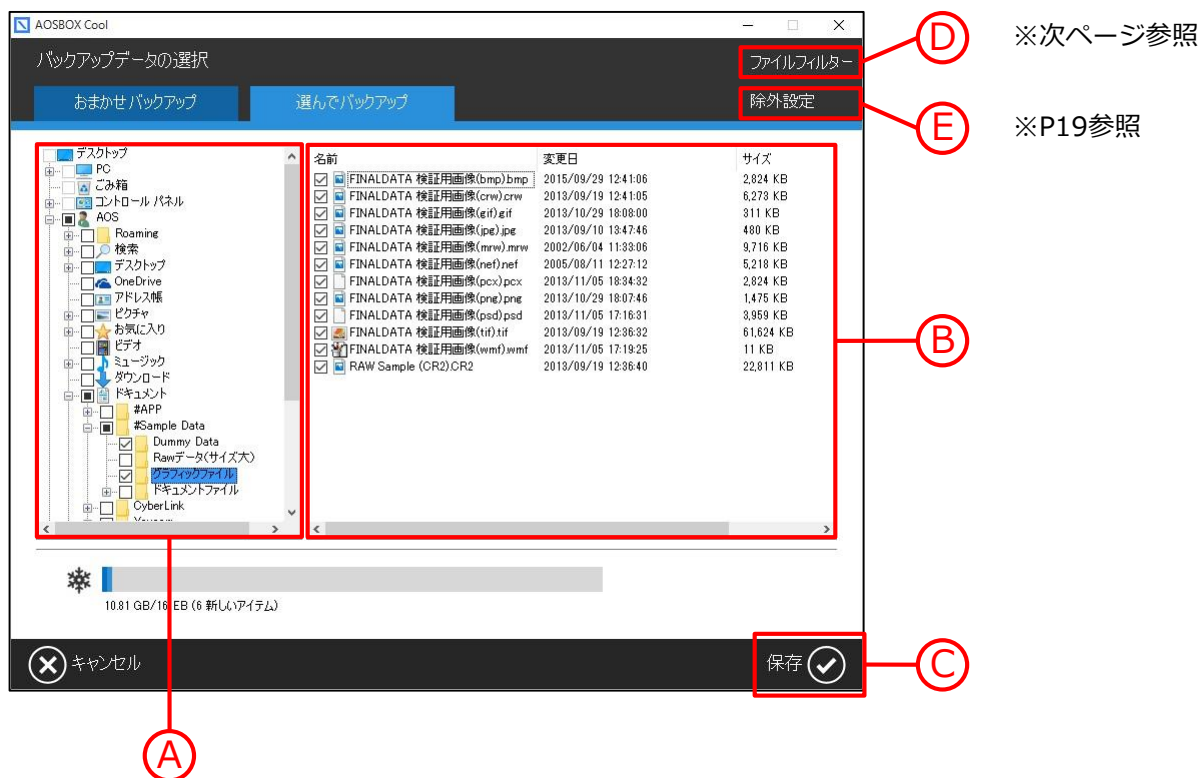 AOSBOX Cool
バックアップデータの選択
ファイルフィルター
D
※次ページ参照
おまかせバックアップ
選んでバックアップ
除外設定
E
※P19参照
デスクトップ
PC
ごみ箱
コントロール パネル
AOS
Roaming
検索
デスクトップ
OneDrive
アドレス帳
ピクチャ
お気に入り
ビデオ
ミュージック
ダウンロード
ドキュメント
#APP
#Sample Data
Dummy Data
Rawデータ(サイズ大)
グラフィックファイル
ドキュメントファイル
CyberLink
名前 変更日 サイズ
FINALDATA 検証用画像(bmp).bmp 2015/09/29 12:41:06 2,824 KB
FINALDATA 検証用画像(crw).crw 2013/09/19 12:41:05 6,273 KB
FINALDATA 検証用画像(gif).gif 2013/10/29 18:08:00 311 KB
FINALDATA 検証用画像(jpg).jpg 2013/09/10 13:47:46 480 KB
FINALDATA 検証用画像(mrw).mrw 2002/06/04 11:33:06 9,716 KB
FINALDATA 検証用画像(nef).nef 2005/08/11 12:27:12 5,218 KB
FINALDATA 検証用画像(pcx).pcx 2013/11/05 18:34:32 2,824 KB
FINALDATA 検証用画像(png).png 2013/10/29 18:07:46 1,475 KB
FINALDATA 検証用画像(psd).psd 2013/11/05 17:16:31 3,959 KB
FINALDATA 検証用画像(tif).tif 2013/09/19 12:36:32 61,624 KB
FINALDATA 検証用画像(wmf).wmf 2013/11/05 17:19:25 11 KB
RAW Sample (CR2).CR2 2013/09/19 12:36:40 22,811 KB
B
10.81 GB/16 EB (6 新しいアイテム)
キャンセル
保存
C
A